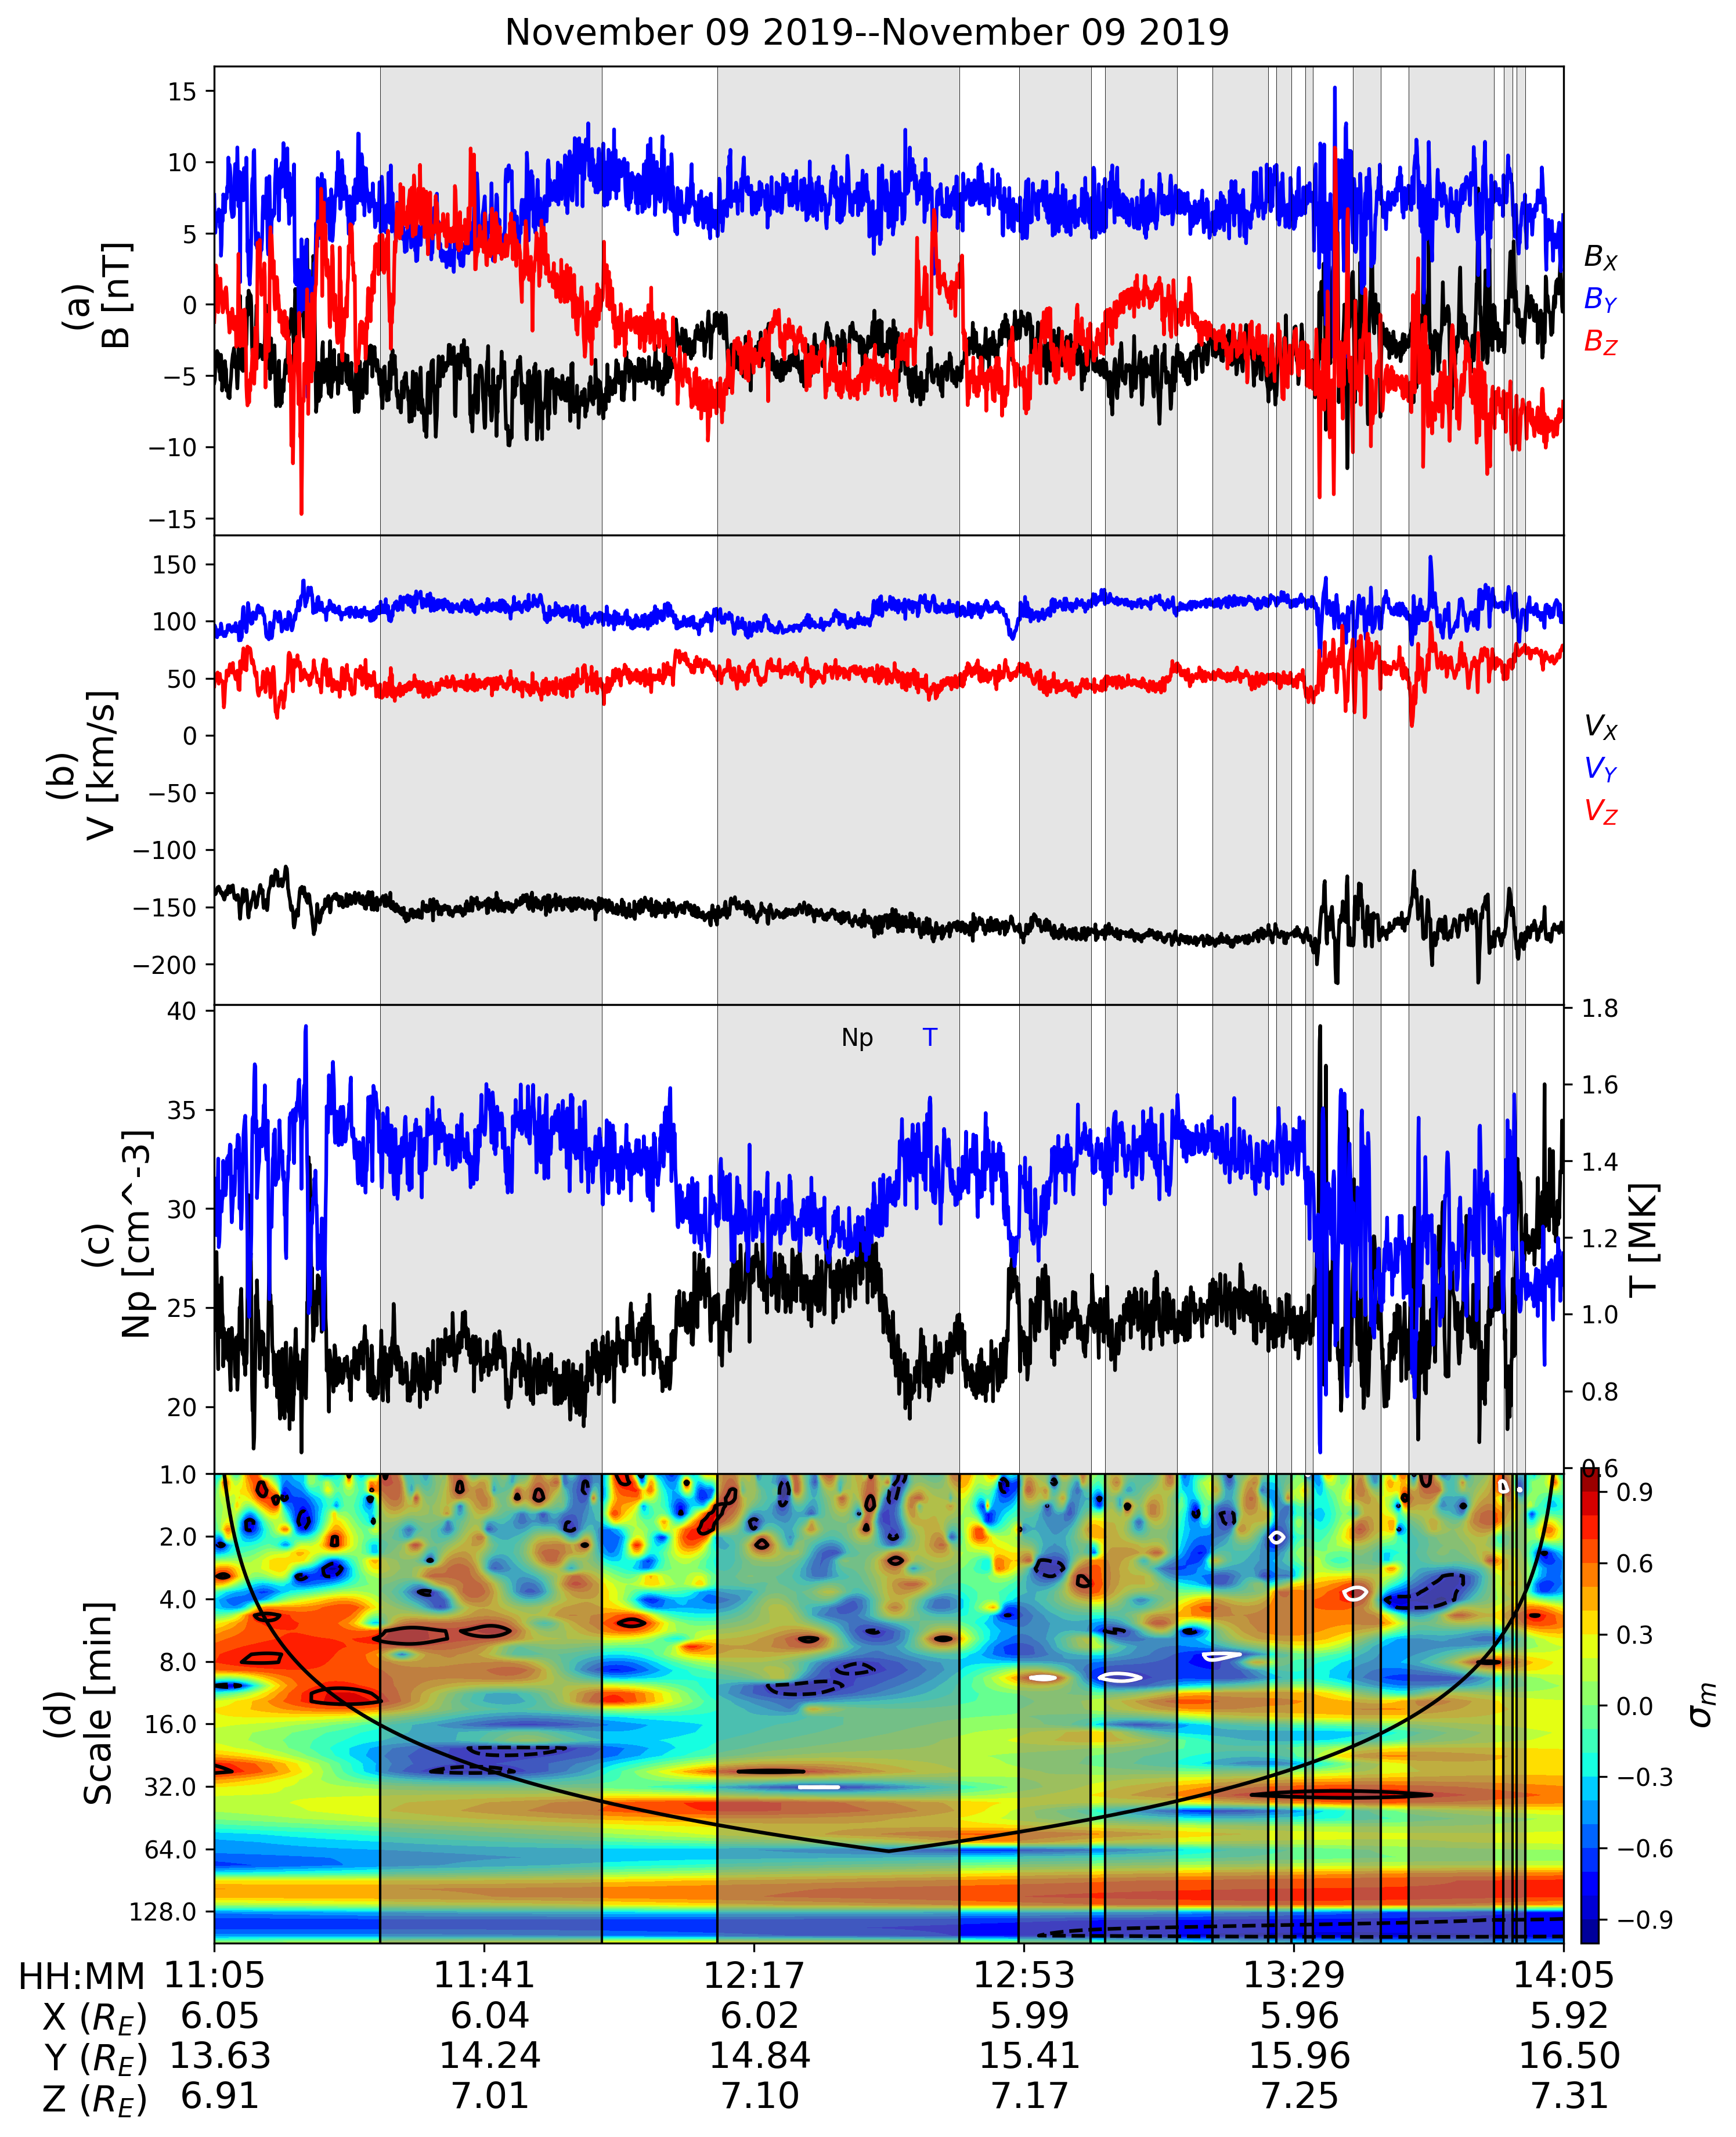 November 09 2019--November 09 2019
15
10
5
0
−5
−10
−15
(a)
B [nT]
B_X
B_Y
B_Z
150
100
50
0
−50
−100
−150
−200
(b)
V [km/s]
V_X
V_Y
V_Z
40
35
30
25
20
(c)
Np [cm^-3]
Np T
1.8
1.6
1.4
1.2
1.0
0.8
0.6
T [MK]
1.0
2.0
4.0
8.0
16.0
32.0
64.0
128.0
(d)
Scale [min]
0.9
0.6
0.3
0.0
−0.3
−0.6
−0.9
σ_m
HH:MM 11:05 11:41 12:17 12:53 13:29 14:05
X (R_E) 6.05 6.04 6.02 5.99 5.96 5.92
Y (R_E) 13.63 14.24 14.84 15.41 15.96 16.50
Z (R_E) 6.91 7.01 7.10 7.17 7.25 7.31